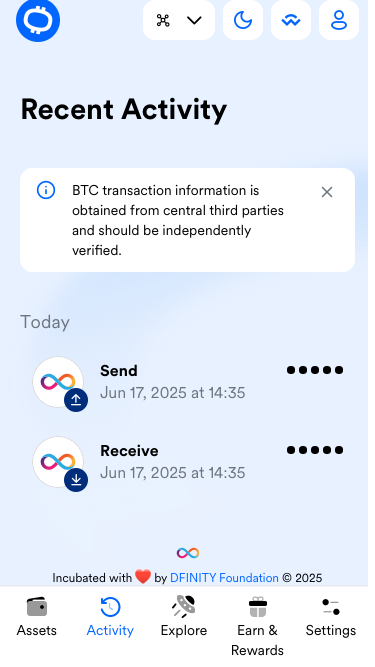 Recent Activity
BTC transaction information is
obtained from central third parties
and should be independently
verified.
Today
Send
Jun 17, 2025 at 14:35
Receive
Jun 17, 2025 at 14:35
Incubated with ❤️ by DFINITY Foundation © 2025
Assets
Activity
Explore
Earn &
Rewards
Settings